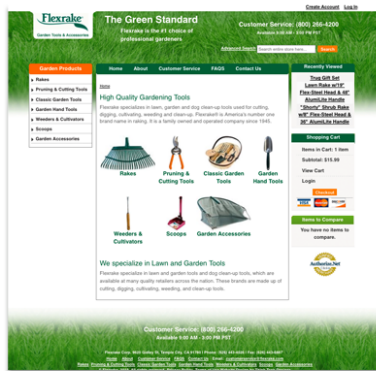 Create Account Log In
Flexrake
Garden Tools & Accessories
The Green Standard
Flexrake is the #1 choice of
professional gardeners
Customer Service: (800) 266-4200
Available 9:00 AM - 3:00 PM PST
Advanced Search
Search entire store here...
Search
Garden Products
Rakes
Pruning & Cutting Tools
Classic Garden Tools
Garden Hand Tools
Weeders & Cultivators
Scoops
Garden Accessories
Home About Customer Service FAQS Contact Us
Home
High Quality Gardening Tools
Flexrake specializes in lawn, garden and dog clean-up tools used for cutting,
digging, cultivating, weeding and clean-up. Flexrake® is America's number one
brand name in raking. It is a family owned and operated company since 1945.
Rakes
Pruning &
Cutting Tools
Classic Garden
Tools
Garden
Hand Tools
Weeders &
Cultivators
Scoops
Garden Accessories
We specialize in Lawn and Garden Tools
Flexrake specialize in lawn and garden tools and dog clean-up tools, which are
available at many quality retailers across the nation. These brands are made up of
cutting, digging, cultivating, weeding, and clean-up tools.
Recently Viewed
Trug Gift Set
Lawn Rake w/19"
Flex-Steel Head & 48"
AlumiLite Handle
"Shorty" Shrub Rake
w/8" Flex-Steel Head &
36" AlumiLite Handle
Shopping Cart
Items in Cart: 1 item
Subtotal: $15.99
View Cart
Login
Checkout
VISA
Items to Compare
You have no items to
compare.
Authorize.Net
Customer Service: (800) 266-4200
Available 9:00 AM - 3:00 PM PST
Home About Customer Service FAQS Contact Us
Rakes Pruning & Cutting Tools Classic Garden Tools Garden Hand Tools Weeders & Cultivators Scoops Garden Accessories